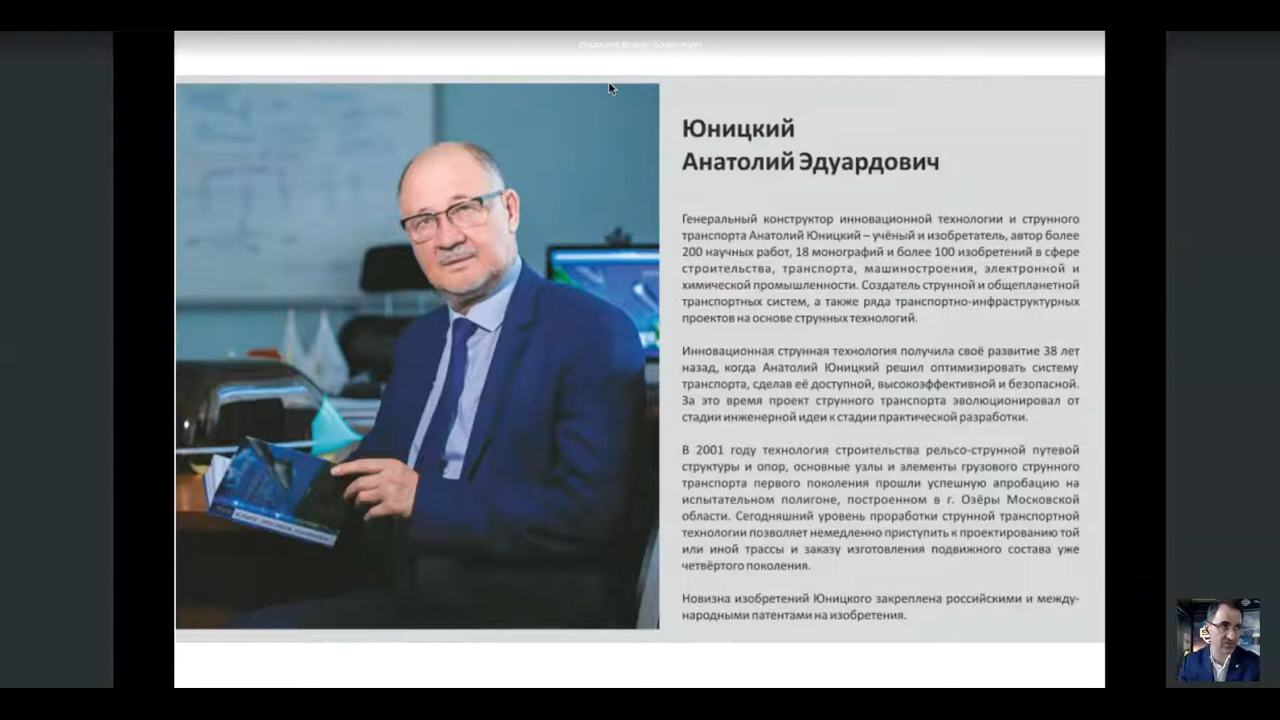 Юницкий
Анатолий Эдуардович
Генеральный конструктор инновационной технологии и струнного
транспорта Анатолий Юницкий – учёный и изобретатель, автор более
200 научных работ, 18 монографий и более 100 изобретений в сфере
строительства, транспорта, машиностроения, электронной и
химической промышленности. Создатель струнной и общепланетной
транспортных систем, а также ряда транспортно-инфраструктурных
проектов на основе струнных технологий.
Инновационная струнная технология получила своё развитие 38 лет
назад, когда Анатолий Юницкий решил оптимизировать систему
транспорта, сделав её доступной, высокоэффективной и безопасной.
За это время проект струнного транспорта эволюционировал от
стадии инженерной идеи к стадии практической разработки.
В 2001 году технология строительства рельсо-струнной путевой
структуры и опор, основные узлы и элементы грузового струнного
транспорта первого поколения прошли успешную апробацию на
испытательном полигоне, построенном в г. Озёры Московской
области. Сегодняшний уровень проработки струнной транспортной
технологии позволяет немедленно приступить к проектированию той
или иной трассы и заказу изготовления подвижного состава уже
четвёртого поколения.
Новизна изобретений Юницкого закреплена российскими и между-
народными патентами на изобретения.